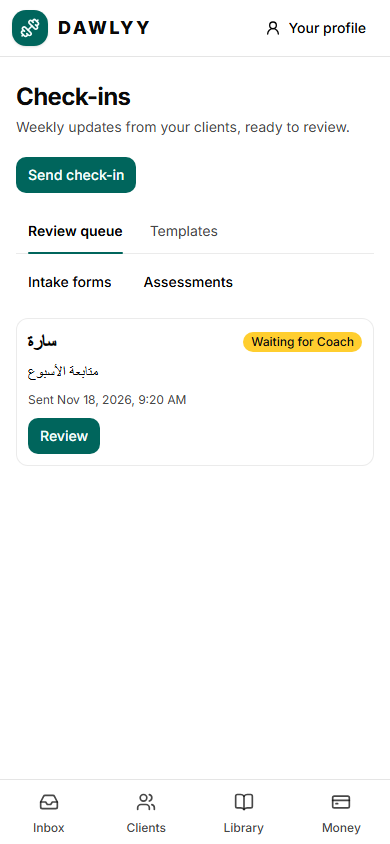 DAWLYY
Your profile
Check-ins
Weekly updates from your clients, ready to review.
Send check-in
Review queue
Templates
Intake forms
Assessments
سارة
Waiting for Coach
متابعة الأسبوع
Sent Nov 18, 2026, 9:20 AM
Review
Inbox
Clients
Library
Money